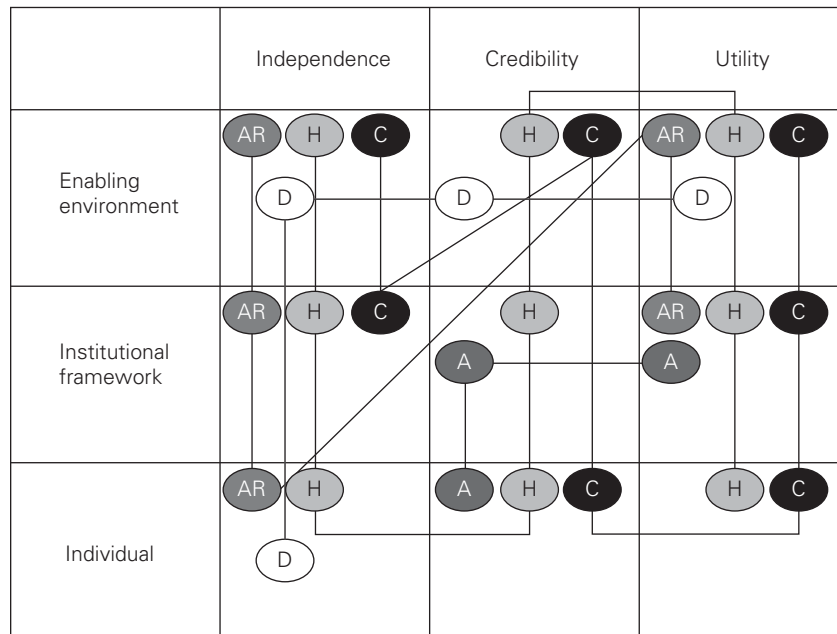 Independence
Credibility
Utility
AR H C H C AR H C
Enabling
environment
D D D
AR H C H AR H C
Institutional
framework
A A
AR H A H C H C
Individual
D